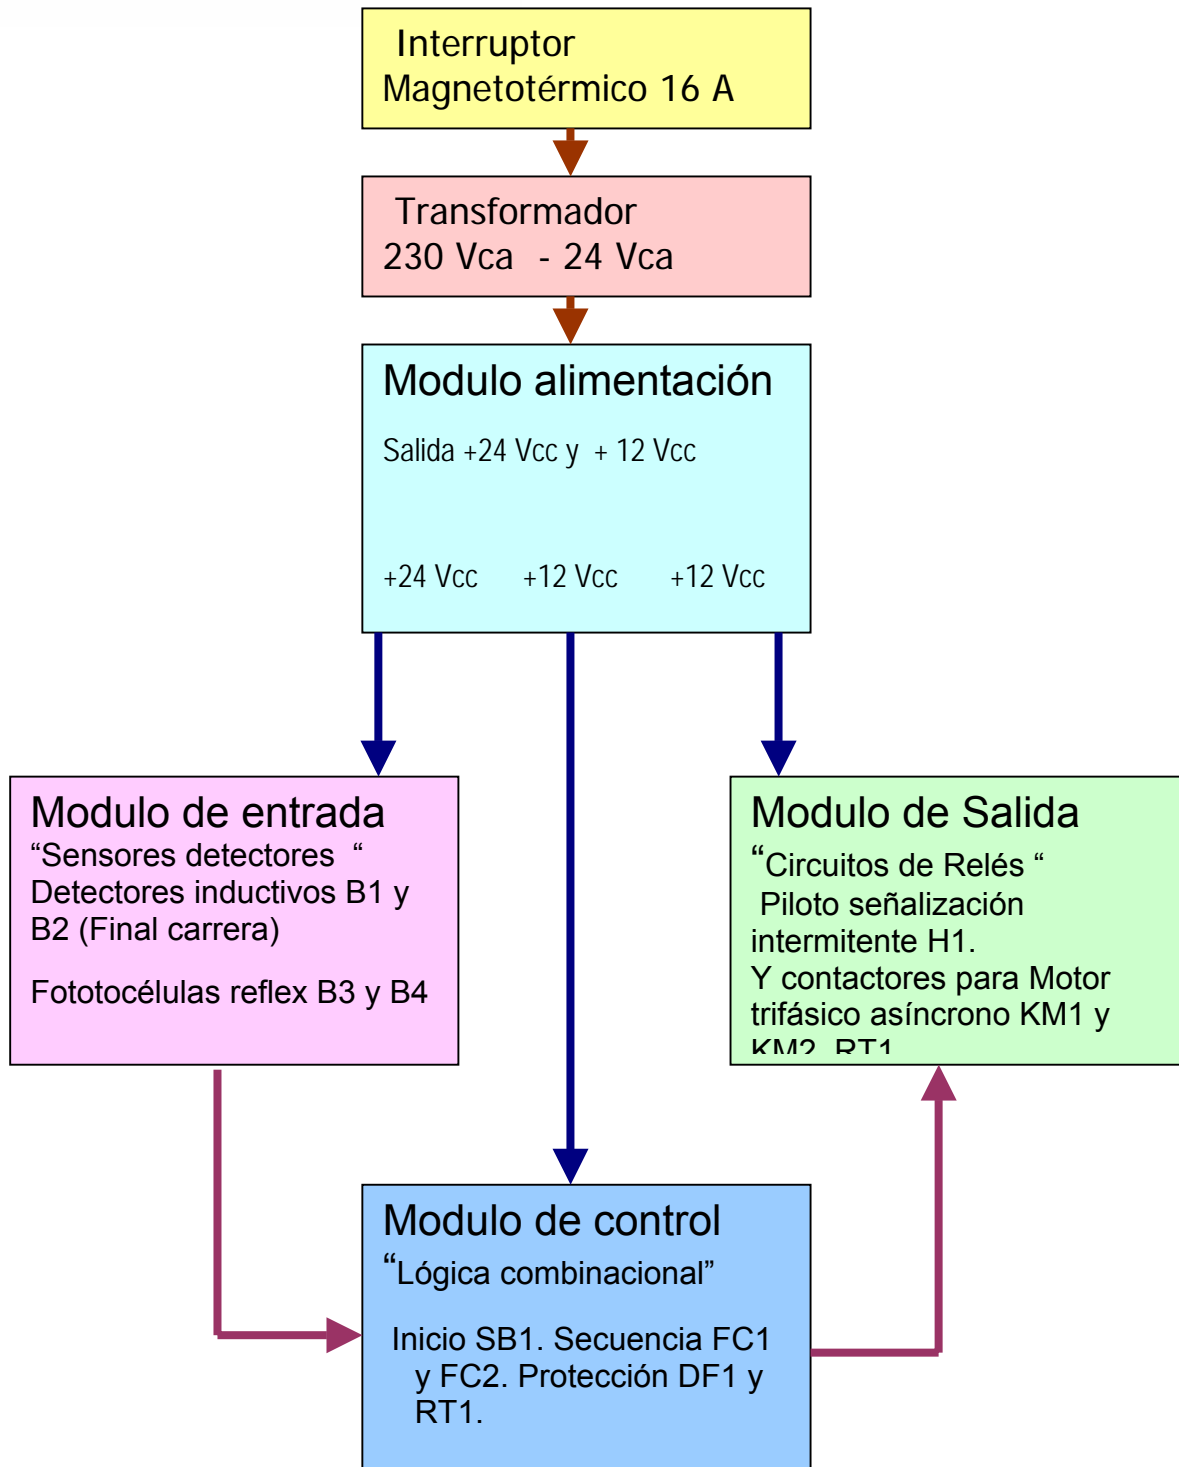 Interruptor
Magnetotérmico 16 A
Transformador
230 Vca - 24 Vca
Modulo alimentación
Salida +24 Vcc y + 12 Vcc
+24 Vcc +12 Vcc +12 Vcc
Modulo de entrada
“Sensores detectores “
Detectores inductivos B1 y
B2 (Final carrera)
Fototocélulas reflex B3 y B4
Modulo de Salida
“Circuitos de Relés “
Piloto señalización
intermitente H1.
Y contactores para Motor
trifásico asíncrono KM1 y
KM2 RT1
Modulo de control
“Lógica combinacional”
Inicio SB1. Secuencia FC1
y FC2. Protección DF1 y
RT1.